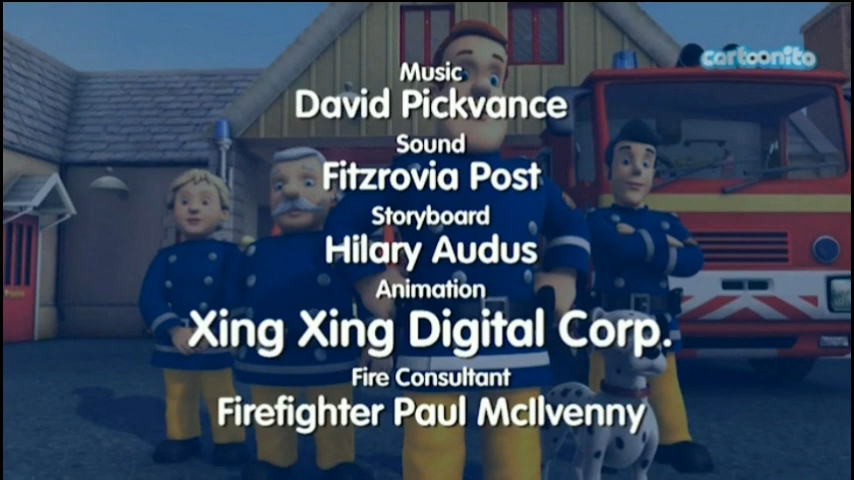 cartoonito
Music
David Pickvance
Sound
Fitzrovia Post
Storyboard
Hilary Audus
Animation
Xing Xing Digital Corp.
Fire Consultant
Firefighter Paul McIlvenny